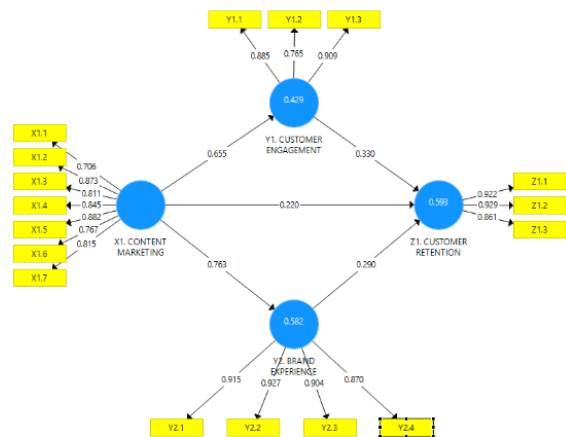 Y1.1 Y1.2 Y1.3
0.885 0.765 0.909
0.429
Y1. CUSTOMER
ENGAGEMENT
X1.1
X1.2
X1.3
X1.4
X1.5
X1.6
X1.7
0.706
0.873
0.811
0.845
0.882
0.767
0.815
X1. CONTENT
MARKETING
0.655
0.330
0.220
0.763
0.290
0.593
Z1. CUSTOMER
RETENTION
0.922
0.929
0.861
Z1.1
Z1.2
Z1.3
0.582
Y2. BRAND
EXPERIENCE
0.915 0.927 0.904 0.870
Y2.1 Y2.2 Y2.3 Y2.4